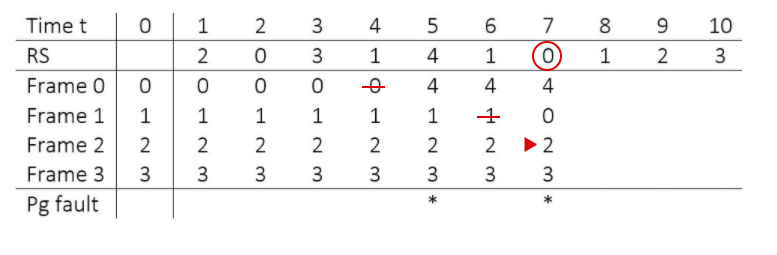 Time t 0 1 2 3 4 5 6 7 8 9 10
RS 2 0 3 1 4 1 0 1 2 3
Frame 0 0 0 0 0 0 4 4 4
Frame 1 1 1 1 1 1 1 1 0
Frame 2 2 2 2 2 2 2 2 2
Frame 3 3 3 3 3 3 3 3 3
Pg fault * *